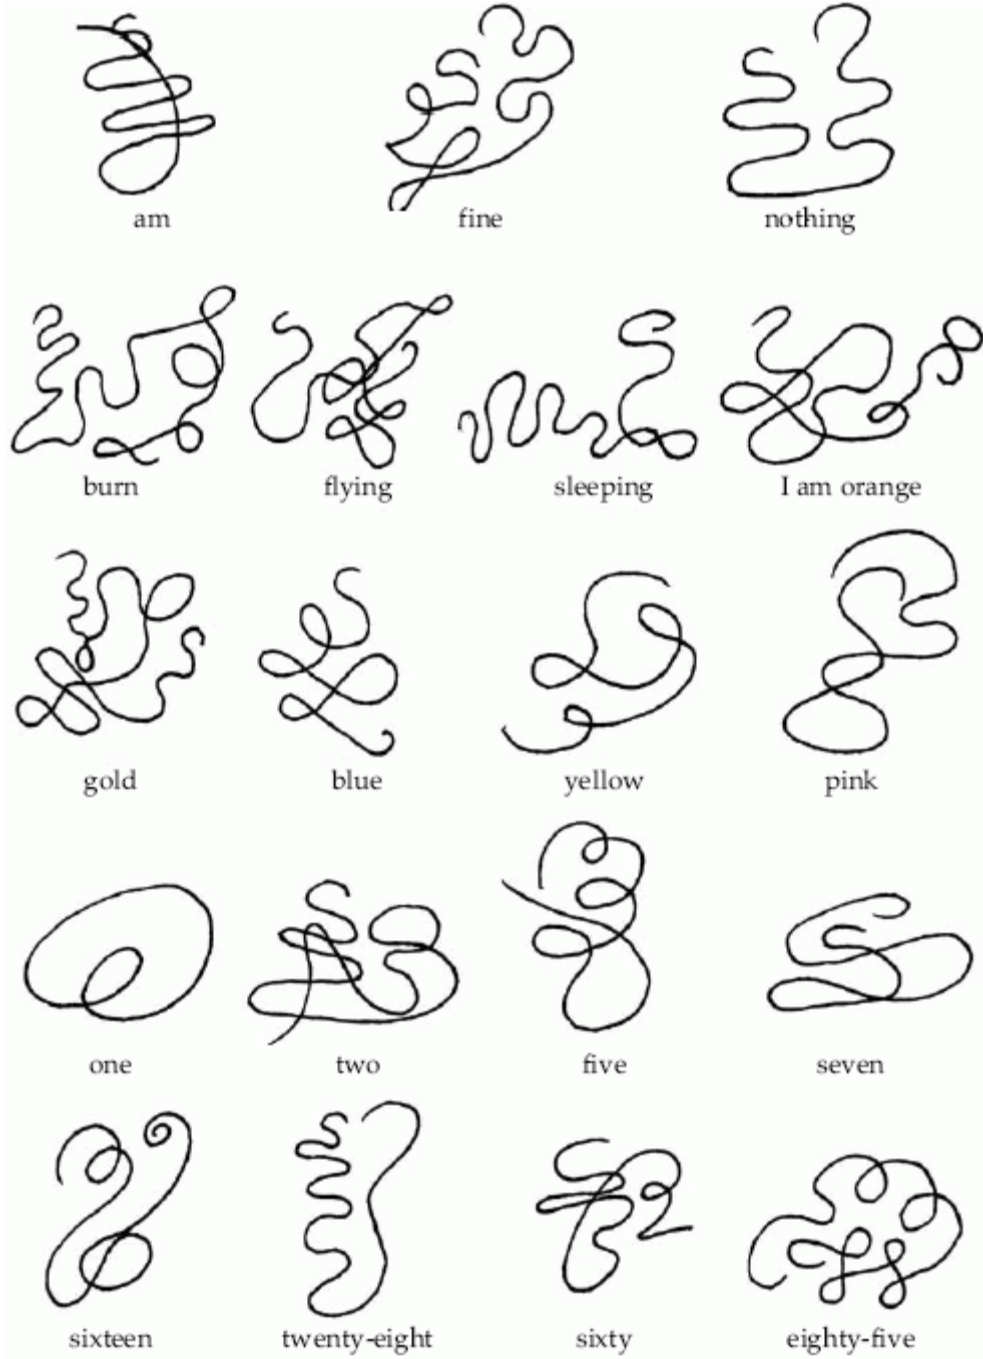 am fine nothing
burn flying sleeping I am orange
gold blue yellow pink
one two five seven
sixteen twenty-eight sixty eighty-five